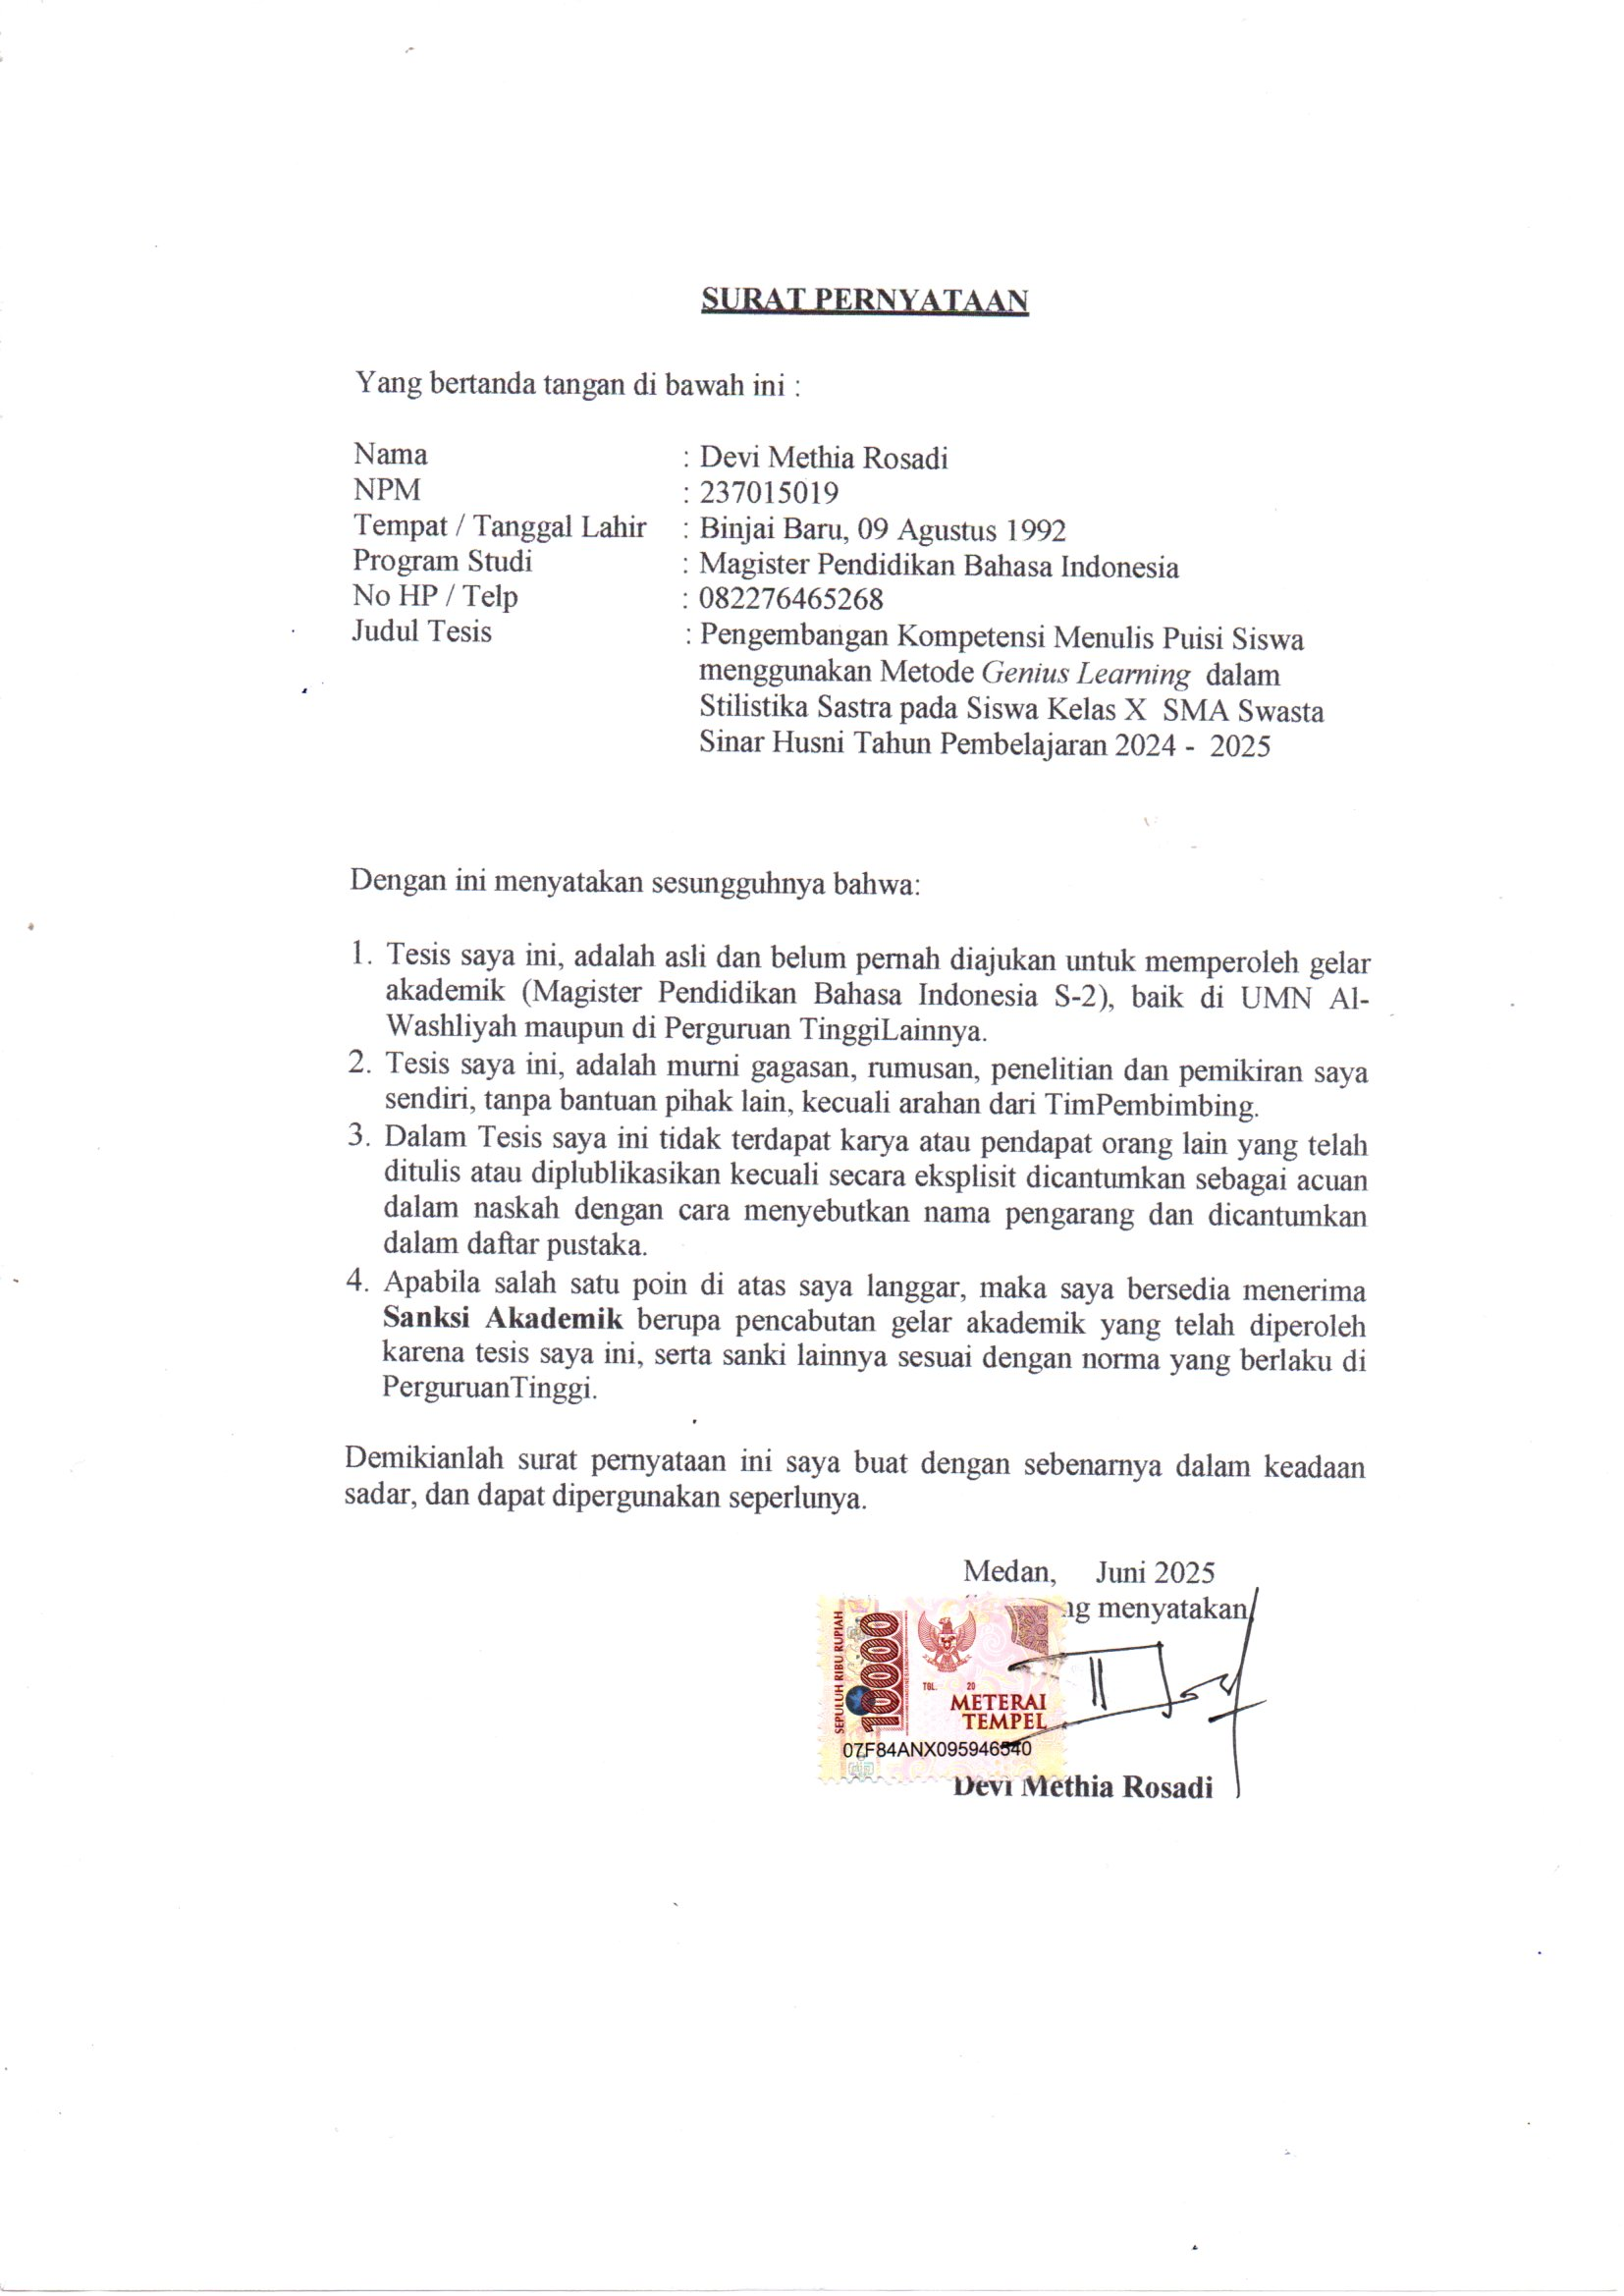 SURAT PERNYATAAN
Yang bertanda tangan di bawah ini :
Nama : Devi Methia Rosadi
NPM : 237015019
Tempat / Tanggal Lahir : Binjai Baru, 09 Agustus 1992
Program Studi : Magister Pendidikan Bahasa Indonesia
No HP / Telp : 082276465268
Judul Tesis : Pengembangan Kompetensi Menulis Puisi Siswa
menggunakan Metode Genius Learning dalam
Stilistika Sastra pada Siswa Kelas X SMA Swasta
Sinar Husni Tahun Pembelajaran 2024 - 2025
Dengan ini menyatakan sesungguhnya bahwa:
1. Tesis saya ini, adalah asli dan belum pernah diajukan untuk memperoleh gelar
akademik (Magister Pendidikan Bahasa Indonesia S-2), baik di UMN Al-
Washliyah maupun di Perguruan TinggiLainnya.
2. Tesis saya ini, adalah murni gagasan, rumusan, penelitian dan pemikiran saya
sendiri, tanpa bantuan pihak lain, kecuali arahan dari TimPembimbing.
3. Dalam Tesis saya ini tidak terdapat karya atau pendapat orang lain yang telah
ditulis atau diplublikasikan kecuali secara eksplisit dicantumkan sebagai acuan
dalam naskah dengan cara menyebutkan nama pengarang dan dicantumkan
dalam daftar pustaka.
4. Apabila salah satu poin di atas saya langgar, maka saya bersedia menerima
Sanksi Akademik berupa pencabutan gelar akademik yang telah diperoleh
karena tesis saya ini, serta sanki lainnya sesuai dengan norma yang berlaku di
PerguruanTinggi.
Demikianlah surat pernyataan ini saya buat dengan sebenarnya dalam keadaan
sadar, dan dapat dipergunakan seperlunya.
Medan, Juni 2025
ng menyatakan
SEPULUH RIBU RUPIAH
10000
TGL. 20
METERAI
TEMPEL
07F84ANX095946540
Devi Methia Rosadi